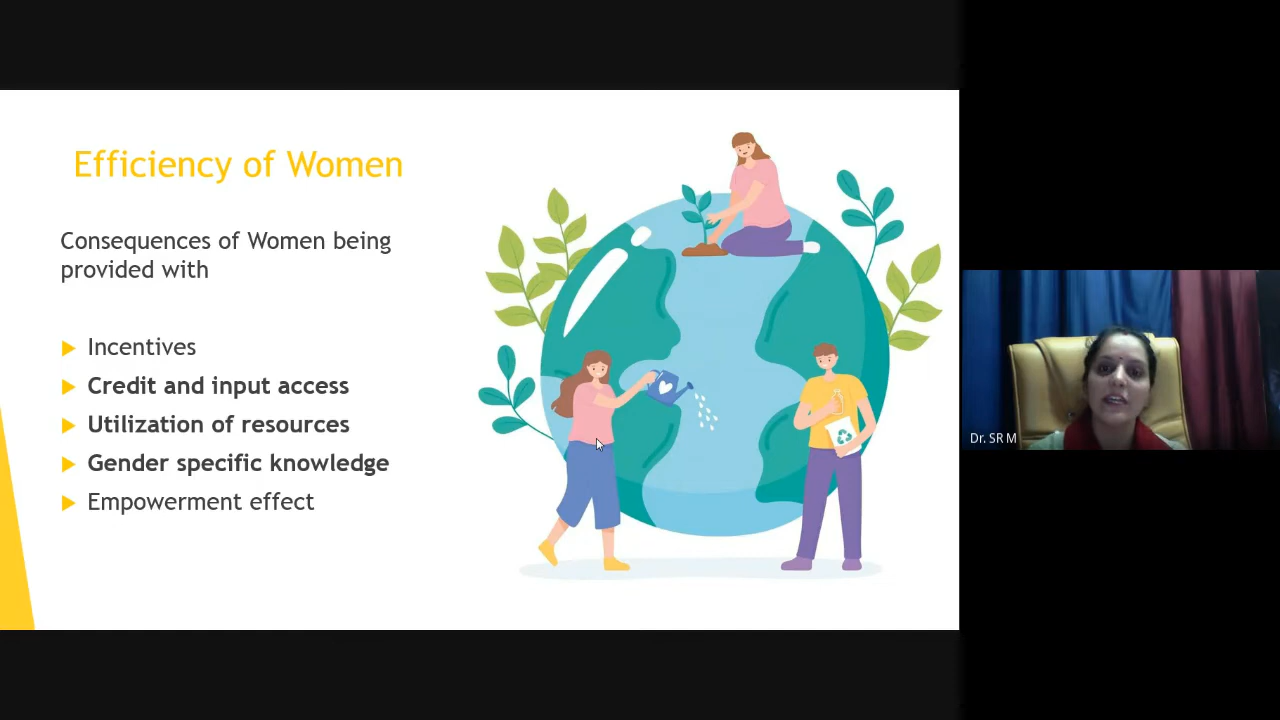 Efficiency of Women
Consequences of Women being
provided with
Incentives
Credit and input access
Utilization of resources
Gender specific knowledge
Empowerment effect
Dr. SR M